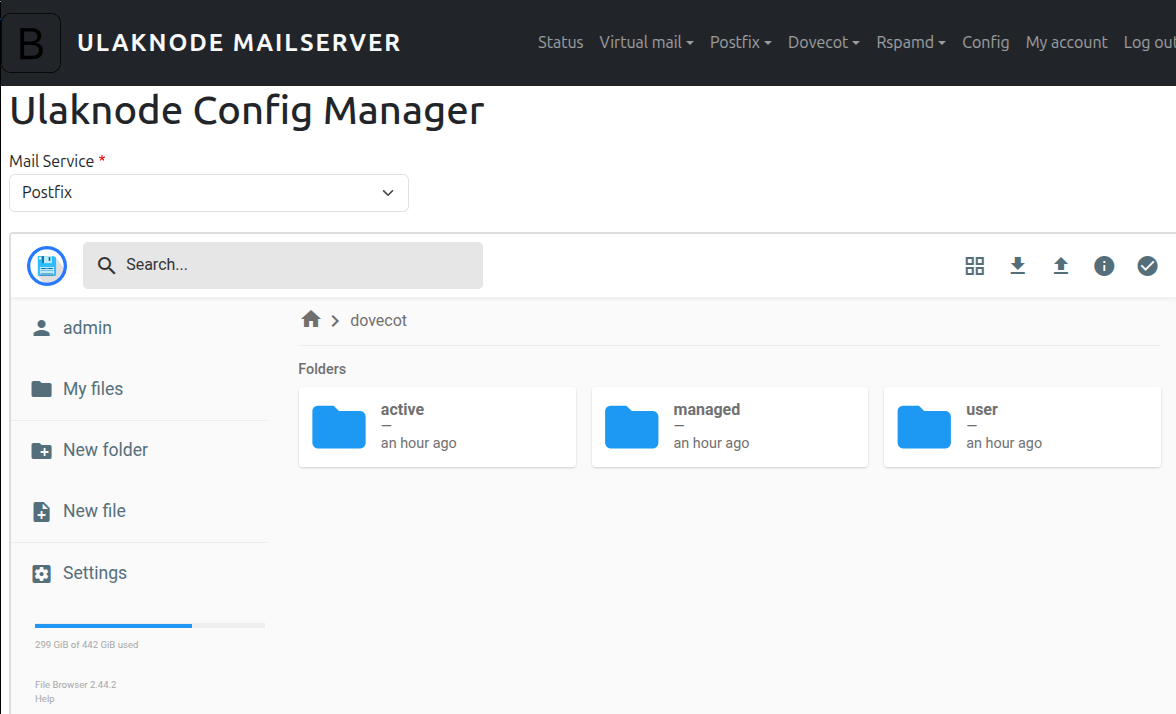 B ULAKNODE MAILSERVER Status Virtual mail Postfix Dovecot Rspamd Config My account Log out
Ulaknode Config Manager
Mail Service *
Postfix
Search...
admin
My files
New folder
New file
Settings
299 GiB of 442 GiB used
File Browser 2.44.2
Help
dovecot
Folders
active
—
an hour ago
managed
—
an hour ago
user
—
an hour ago